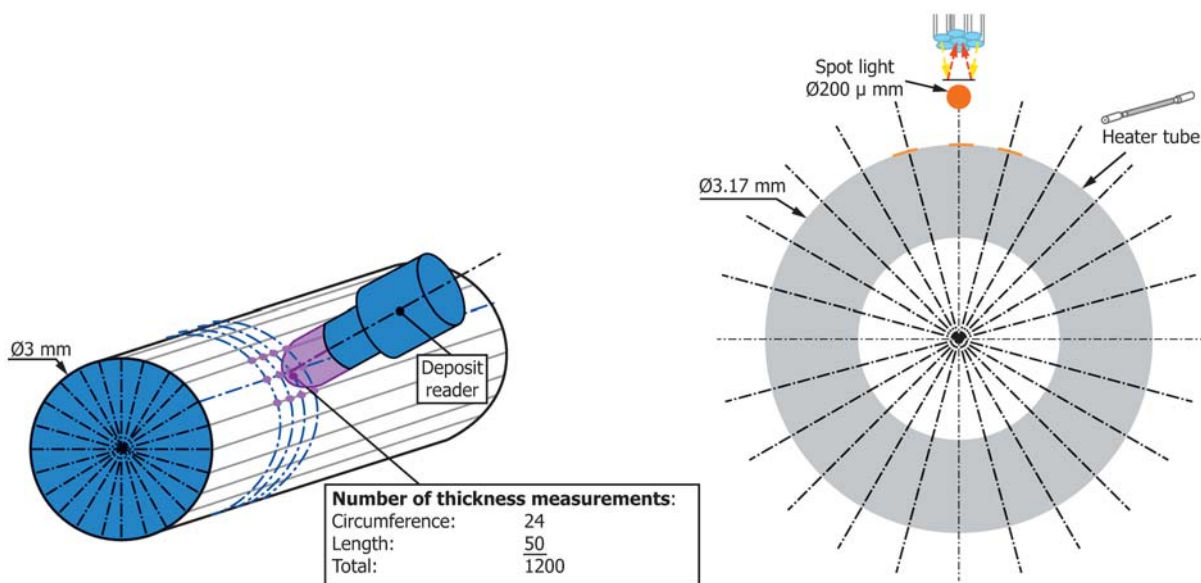 Ø3 mm
Deposit
reader
Number of thickness measurements:
Circumference: 24
Length: 50
Total: 1200
Spot light
Ø200 µ mm
Heater tube
Ø3.17 mm